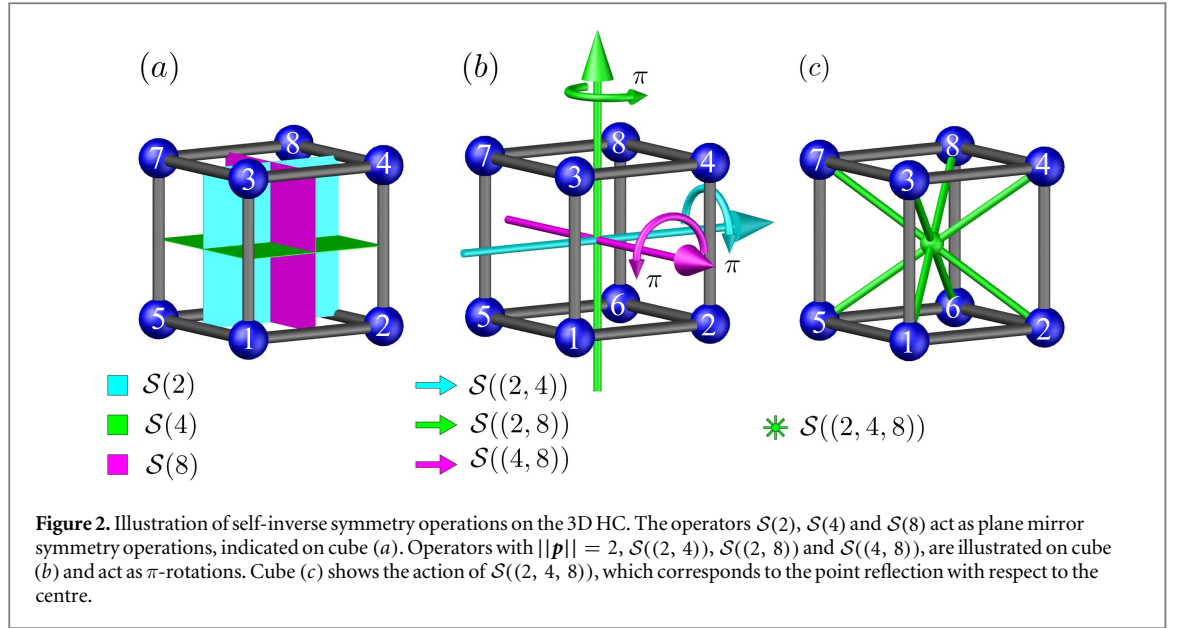 (a)
(b)
(c)
π
7
8
3
4
5
1
2
7
8
3
4
5
6
1
2
π
π
7
8
3
4
5
6
1
2
𝒮(2)
𝒮(4)
𝒮(8)
𝒮((2, 4))
𝒮((2, 8))
𝒮((4, 8))
𝒮((2, 4, 8))
Figure 2. Illustration of self-inverse symmetry operations on the 3D HC. The operators 𝒮(2), 𝒮(4) and 𝒮(8) act as plane mirror
symmetry operations, indicated on cube (a). Operators with ||p|| = 2, 𝒮((2, 4)), 𝒮((2, 8)) and 𝒮((4, 8)), are illustrated on cube
(b) and act as π-rotations. Cube (c) shows the action of 𝒮((2, 4, 8)), which corresponds to the point reflection with respect to the
centre.